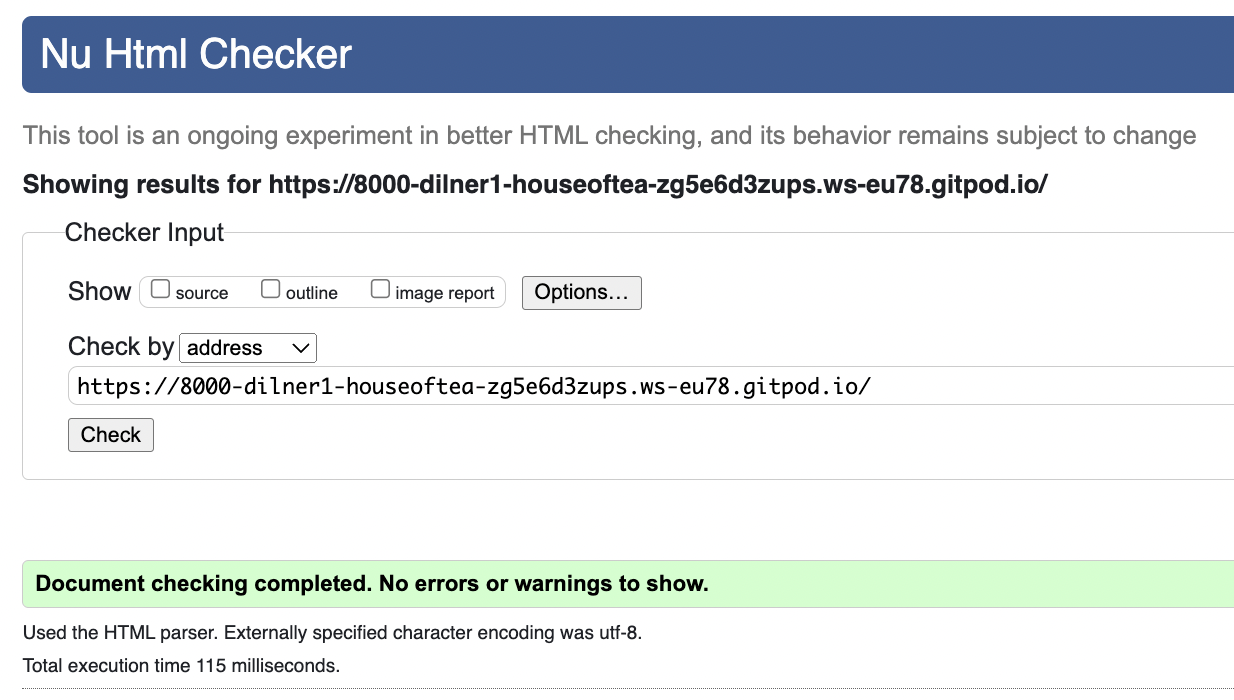 Nu Html Checker
This tool is an ongoing experiment in better HTML checking, and its behavior remains subject to change
Showing results for https://8000-dilner1-houseoftea-zg5e6d3zups.ws-eu78.gitpod.io/
Checker Input
Show source outline image report Options...
Check by address
https://8000-dilner1-houseoftea-zg5e6d3zups.ws-eu78.gitpod.io/
Check
Document checking completed. No errors or warnings to show.
Used the HTML parser. Externally specified character encoding was utf-8.
Total execution time 115 milliseconds.